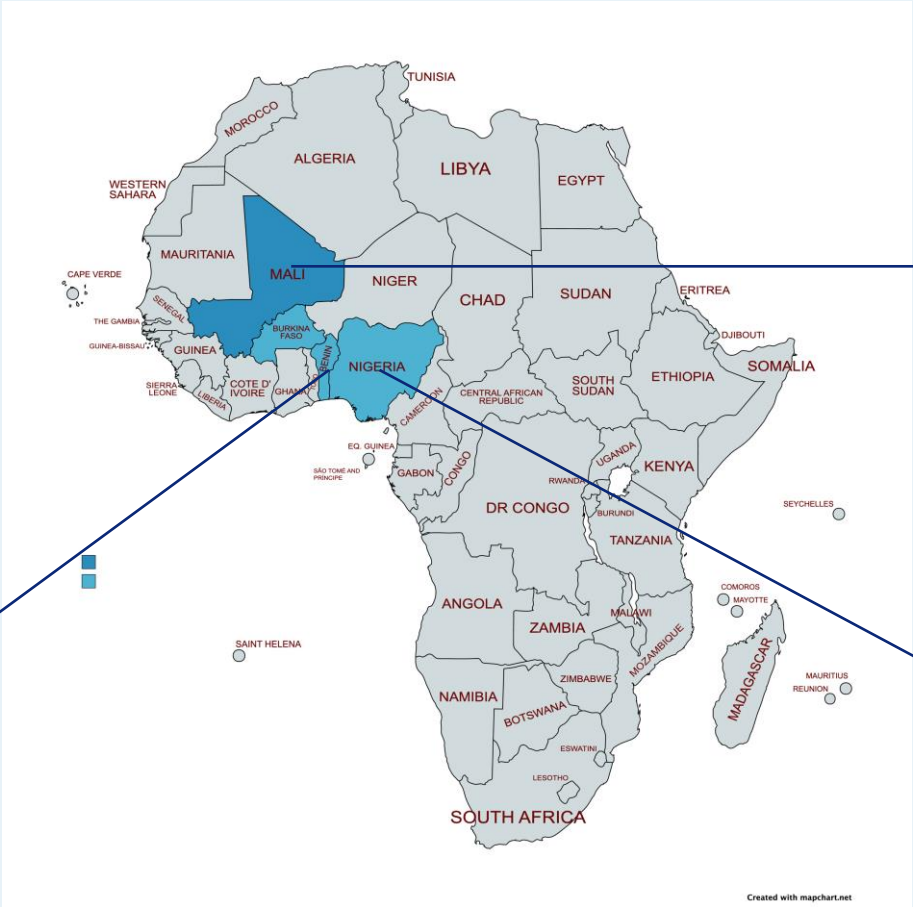 TUNISIA
MOROCCO
ALGERIA
LIBYA
EGYPT
WESTERN
SAHARA
MAURITANIA
MALI
NIGER
CHAD
SUDAN
ERITREA
CAPE VERDE
SENEGAL
THE GAMBIA
GUINEA-BISSAU
GUINEA
BURKINA
FASO
BENIN
NIGERIA
DJIBOUTI
SOMALIA
ETHIOPIA
SOUTH
SUDAN
CENTRAL AFRICAN
REPUBLIC
SIERRA
LEONE
LIBERIA
COTE D'
IVOIRE
GHANA
CAMEROON
EQ. GUINEA
SÃO TOMÉ AND
PRÍNCIPE
GABON
CONGO
UGANDA
KENYA
RWANDA
BURUNDI
DR CONGO
TANZANIA
SEYCHELLES
COMOROS
MAYOTTE
ANGOLA
ZAMBIA
MALAWI
MOZAMBIQUE
SAINT HELENA
MADAGASCAR
MAURITIUS
REUNION
NAMIBIA
ZIMBABWE
BOTSWANA
ESWATINI
LESOTHO
SOUTH AFRICA
Created with mapchart.net